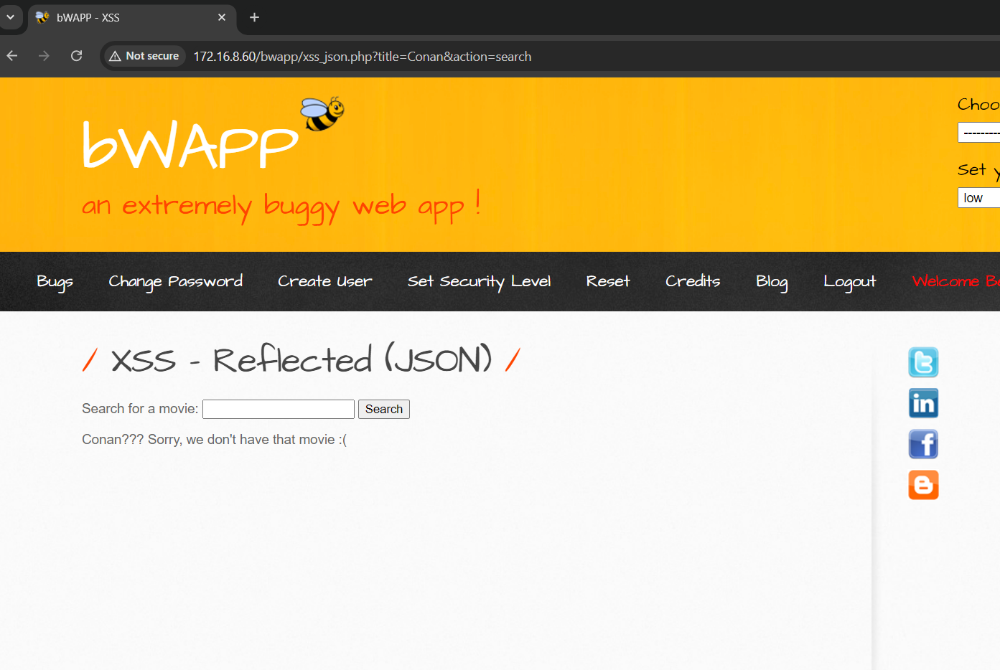 bWAPP - XSS
Not secure 172.16.8.60/bwapp/xss_json.php?title=Conan&action=search
bWAPP
an extremely buggy web app !
Choo
---------
Set y
low
Bugs Change Password Create User Set Security Level Reset Credits Blog Logout Welcome Be
/ XSS - Reflected (JSON) /
Search for a movie: Search
Conan??? Sorry, we don't have that movie :(